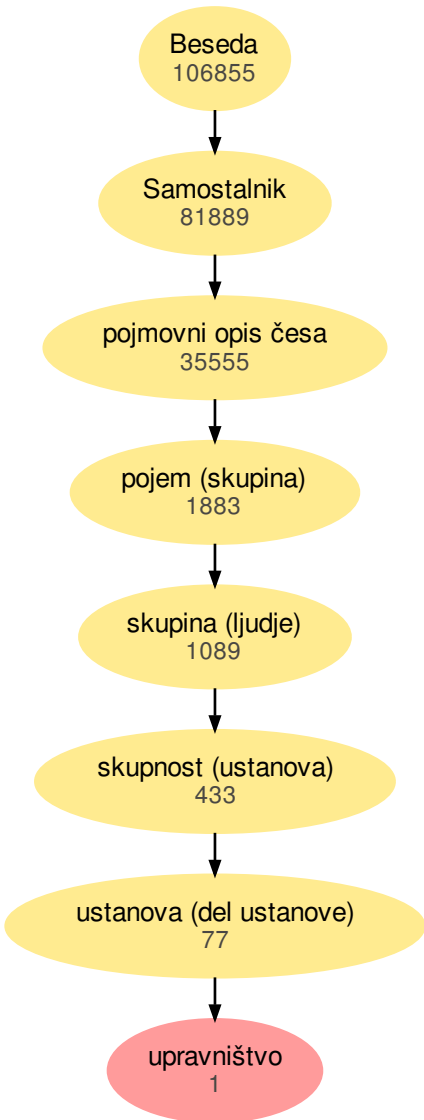 Beseda
106855
Samostalnik
81889
pojmovni opis česa
35555
pojem (skupina)
1883
skupina (ljudje)
1089
skupnost (ustanova)
433
ustanova (del ustanove)
77
upravništvo
1